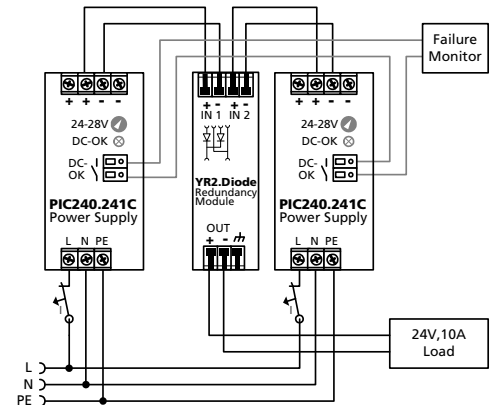 Failure
Monitor
+ + - -
24-28V
DC-OK
DC-
OK
PIC240.241C
Power Supply
L N PE
I
+ - + -
IN 1 IN 2
YR2.Diode
Redundancy
Module
OUT
+ -
+ + - -
24-28V
DC-OK
DC-
OK
PIC240.241C
Power Supply
L N PE
I
24V,10A
Load
L
N
PE